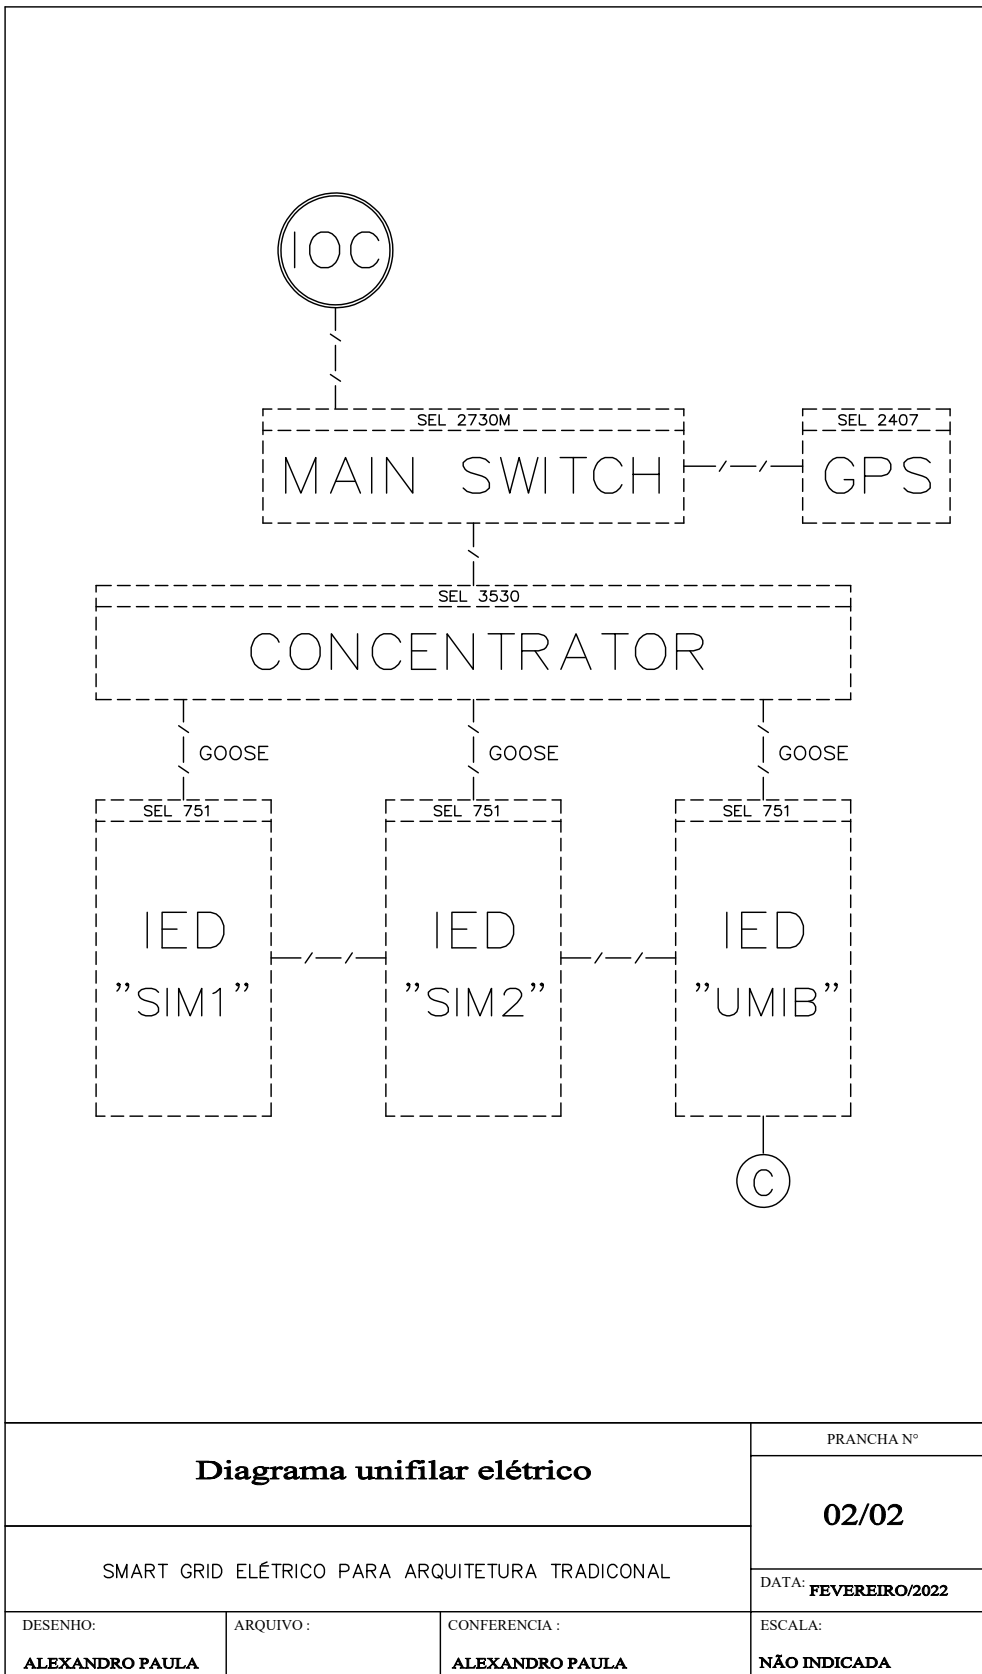 IOC
SEL 2730M
MAIN SWITCH
SEL 2407
GPS
SEL 3530
CONCENTRATOR
GOOSE
GOOSE
GOOSE
SEL 751
SEL 751
SEL 751
IED
"SIM1"
IED
"SIM2"
IED
"UMIB"
C
Diagrama unifilar elétrico
PRANCHA N°
02/02
SMART GRID ELÉTRICO PARA ARQUITETURA TRADICONAL
DATA: FEVEREIRO/2022
DESENHO:
ALEXANDRO PAULA
ARQUIVO :
CONFERENCIA :
ALEXANDRO PAULA
ESCALA:
NÃO INDICADA